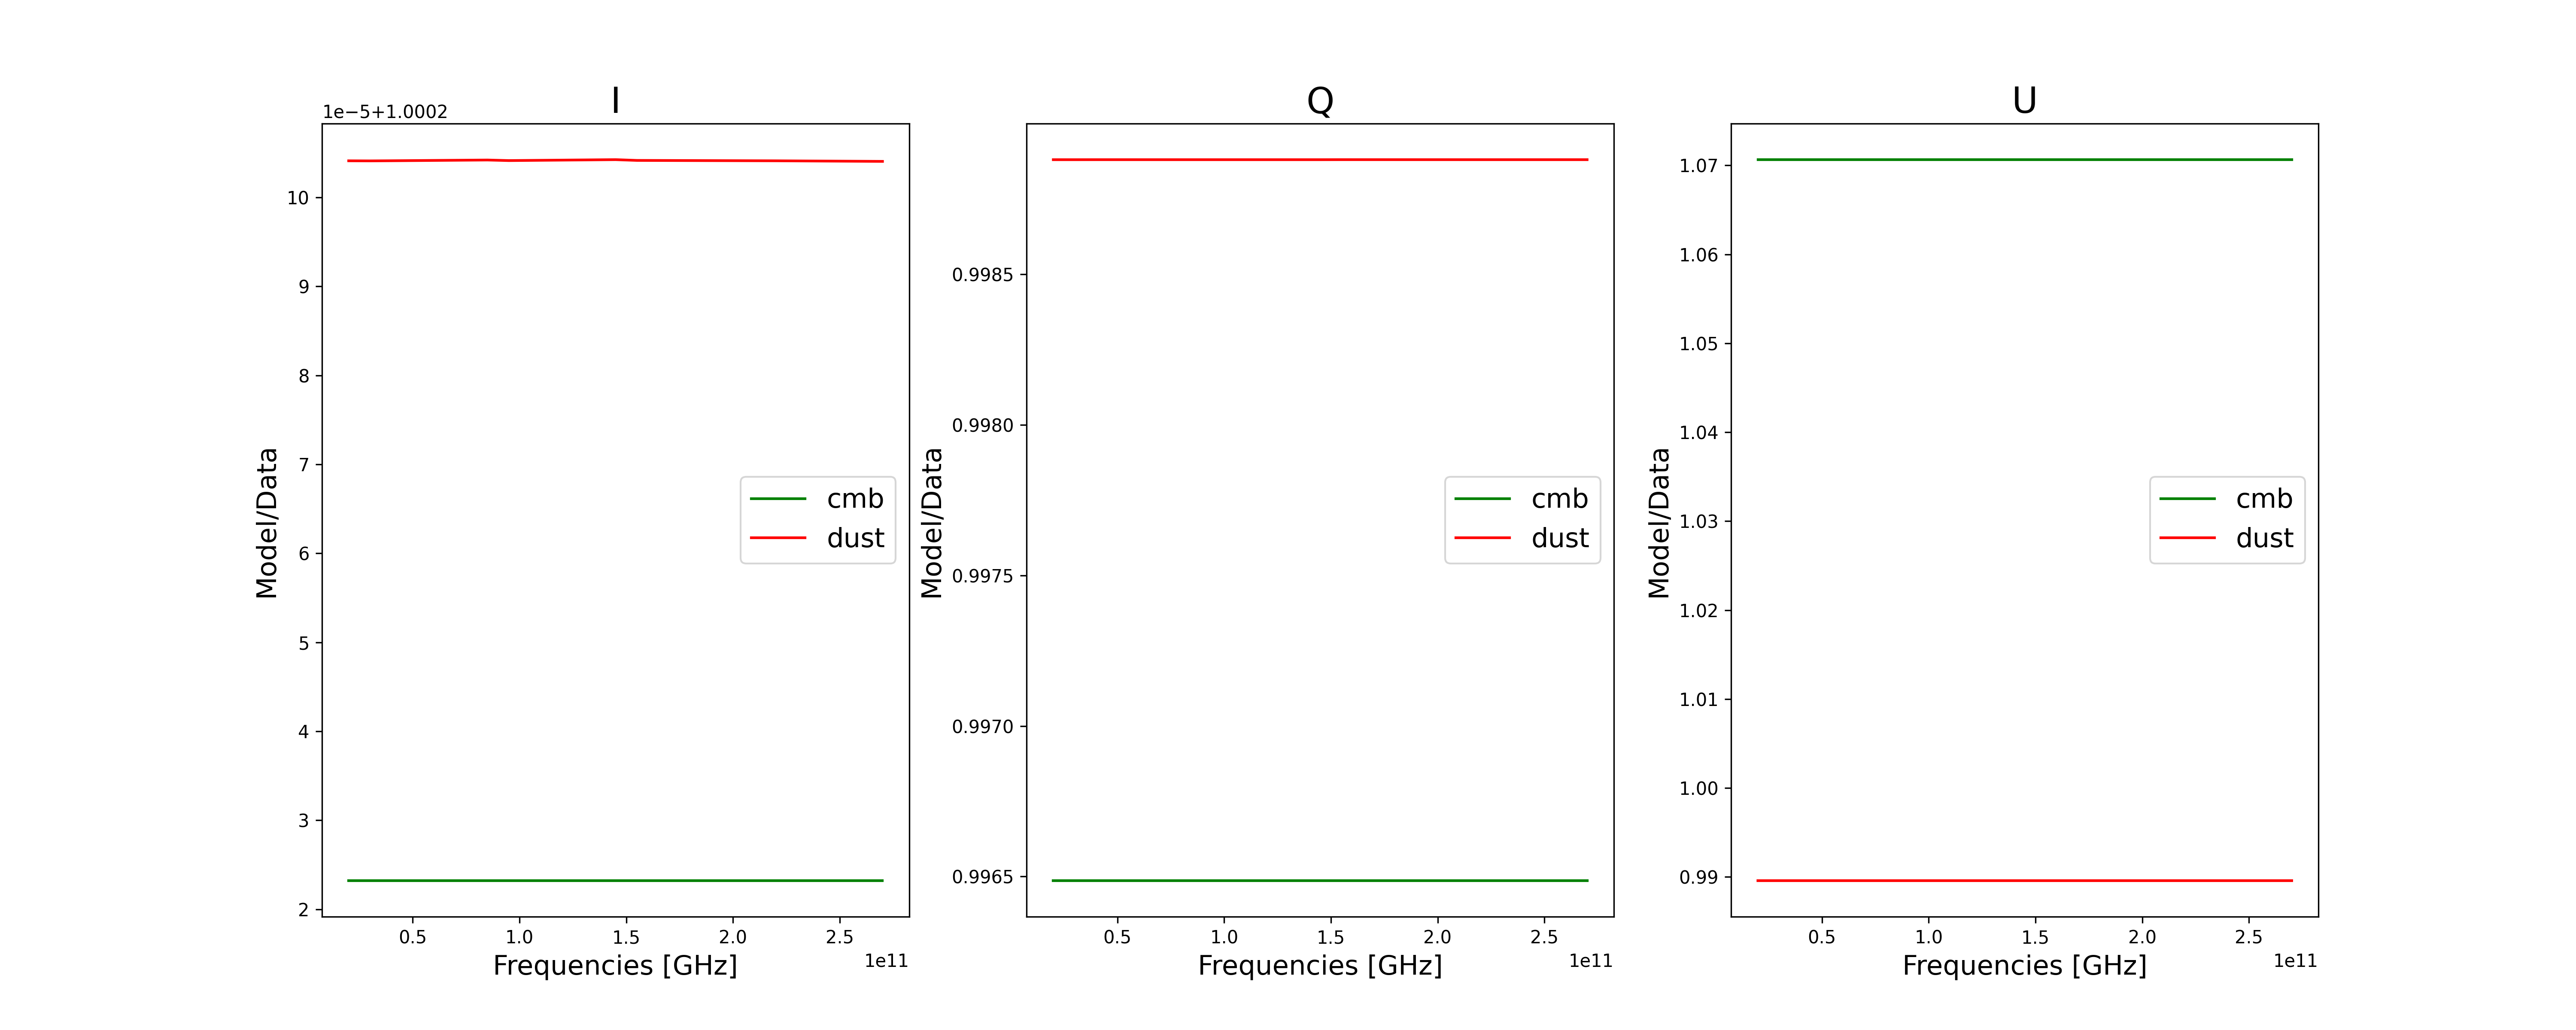 I
1e−5+1.0002
10
9
8
7
6
5
4
3
2
Model/Data
cmb
dust
0.5 1.0 1.5 2.0 2.5
Frequencies [GHz]
1e11
Q
0.9985
0.9980
0.9975
0.9970
0.9965
Model/Data
cmb
dust
0.5 1.0 1.5 2.0 2.5
Frequencies [GHz]
1e11
U
1.07
1.06
1.05
1.04
1.03
1.02
1.01
1.00
0.99
Model/Data
cmb
dust
0.5 1.0 1.5 2.0 2.5
Frequencies [GHz]
1e11